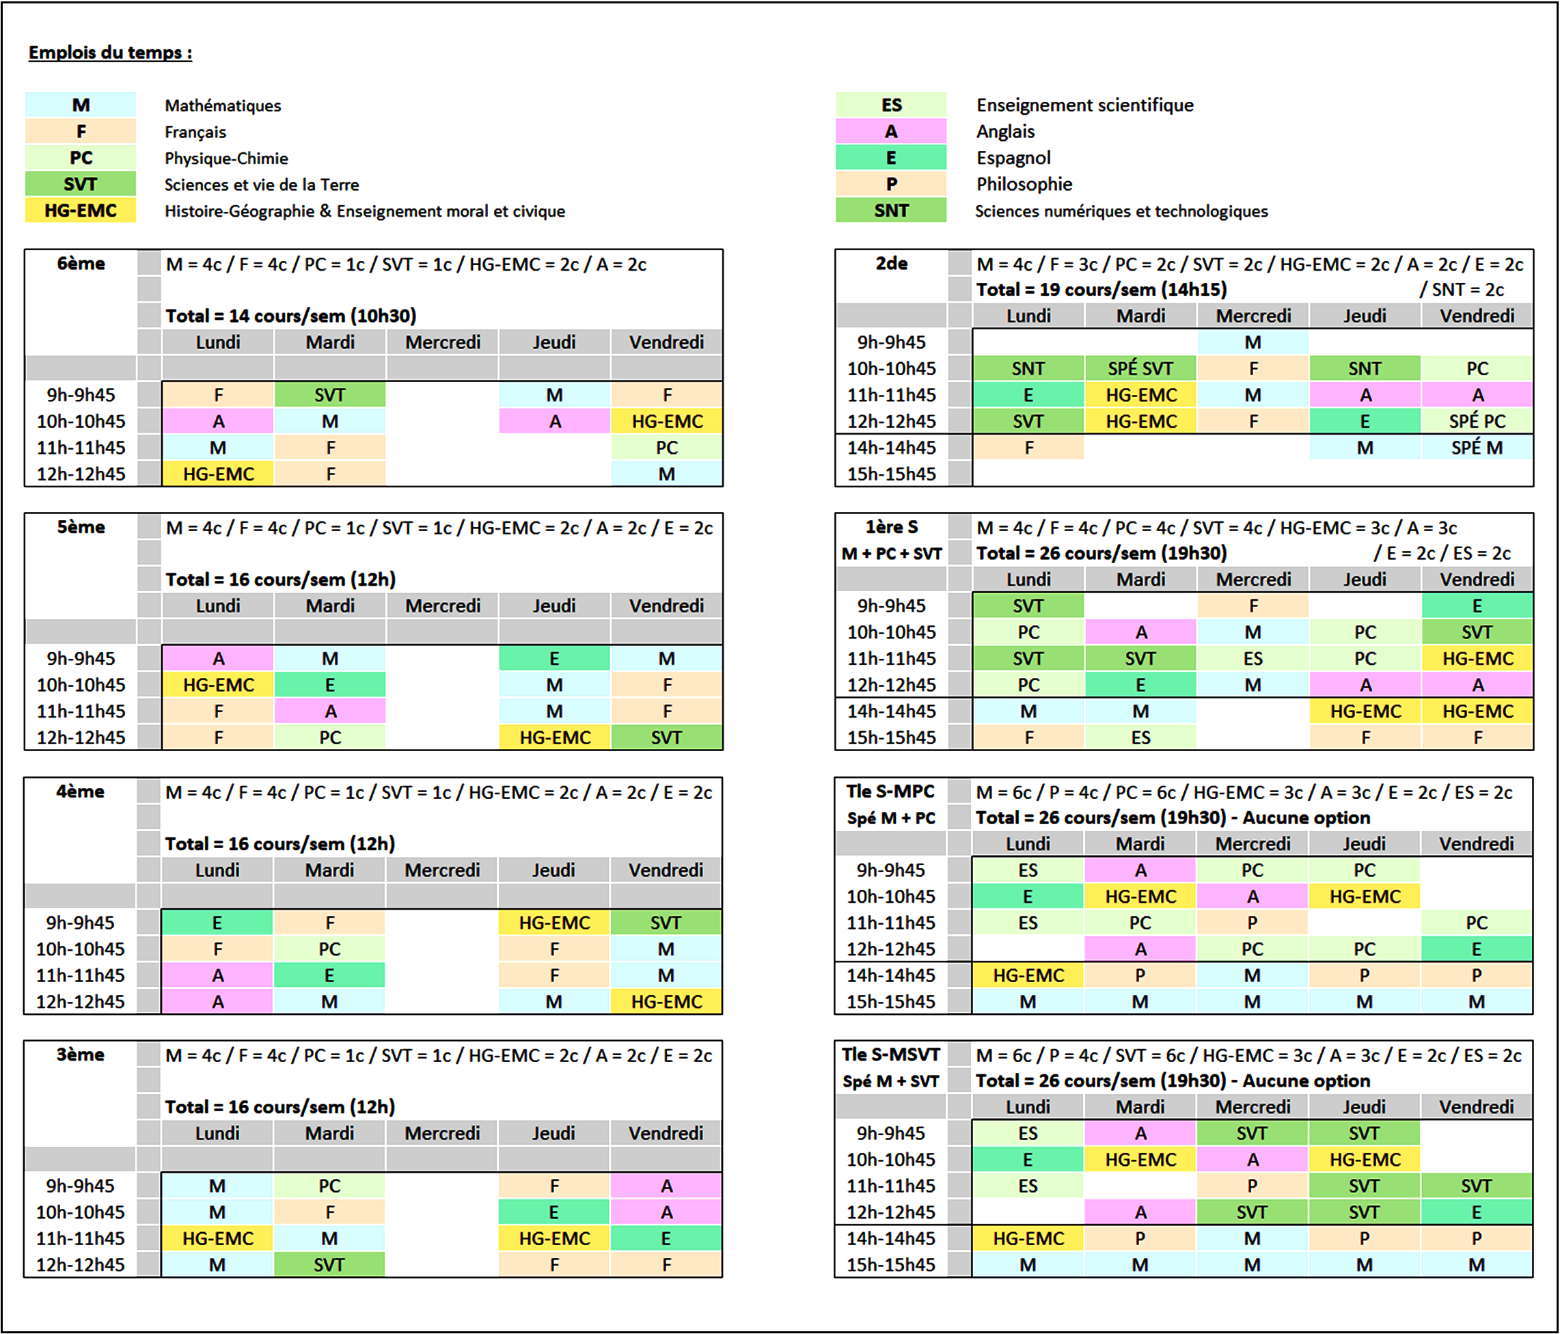 Emplois du temps :
M Mathématiques
F Français
PC Physique-Chimie
SVT Sciences et vie de la Terre
HG-EMC Histoire-Géographie & Enseignement moral et civique
ES Enseignement scientifique
A Anglais
E Espagnol
P Philosophie
SNT Sciences numériques et technologiques
6ème M = 4c / F = 4c / PC = 1c / SVT = 1c / HG-EMC = 2c / A = 2c
Total = 14 cours/sem (10h30)
Lundi Mardi Mercredi Jeudi Vendredi
9h-9h45 F SVT M F
10h-10h45 A M A HG-EMC
11h-11h45 M F PC
12h-12h45 HG-EMC F M
5ème M = 4c / F = 4c / PC = 1c / SVT = 1c / HG-EMC = 2c / A = 2c / E = 2c
Total = 16 cours/sem (12h)
Lundi Mardi Mercredi Jeudi Vendredi
9h-9h45 A M E M
10h-10h45 HG-EMC E M F
11h-11h45 F A M F
12h-12h45 F PC HG-EMC SVT
4ème M = 4c / F = 4c / PC = 1c / SVT = 1c / HG-EMC = 2c / A = 2c / E = 2c
Total = 16 cours/sem (12h)
Lundi Mardi Mercredi Jeudi Vendredi
9h-9h45 E F HG-EMC SVT
10h-10h45 F PC F M
11h-11h45 A E F M
12h-12h45 A M M HG-EMC
3ème M = 4c / F = 4c / PC = 1c / SVT = 1c / HG-EMC = 2c / A = 2c / E = 2c
Total = 16 cours/sem (12h)
Lundi Mardi Mercredi Jeudi Vendredi
9h-9h45 M PC F A
10h-10h45 M F E A
11h-11h45 HG-EMC M HG-EMC E
12h-12h45 M SVT F F
2de M = 4c / F = 3c / PC = 2c / SVT = 2c / HG-EMC = 2c / A = 2c / E = 2c
Total = 19 cours/sem (14h15) / SNT = 2c
Lundi Mardi Mercredi Jeudi Vendredi
9h-9h45 M
10h-10h45 SNT SPÉ SVT F SNT PC
11h-11h45 E HG-EMC M A A
12h-12h45 SVT HG-EMC F E SPÉ PC
14h-14h45 F M SPÉ M
15h-15h45
1ère S M = 4c / F = 4c / PC = 4c / SVT = 4c / HG-EMC = 3c / A = 3c
M + PC + SVT Total = 26 cours/sem (19h30) / E = 2c / ES = 2c
Lundi Mardi Mercredi Jeudi Vendredi
9h-9h45 SVT F E
10h-10h45 PC A M PC SVT
11h-11h45 SVT SVT ES PC HG-EMC
12h-12h45 PC E M A A
14h-14h45 M M HG-EMC HG-EMC
15h-15h45 F ES F F
Tle S-MPC M = 6c / P = 4c / PC = 6c / HG-EMC = 3c / A = 3c / E = 2c / ES = 2c
Spé M + PC Total = 26 cours/sem (19h30) - Aucune option
Lundi Mardi Mercredi Jeudi Vendredi
9h-9h45 ES A PC PC
10h-10h45 E HG-EMC A HG-EMC
11h-11h45 ES PC P PC
12h-12h45 A PC PC E
14h-14h45 HG-EMC P M P P
15h-15h45 M M M M M
Tle S-MSVT M = 6c / P = 4c / SVT = 6c / HG-EMC = 3c / A = 3c / E = 2c / ES = 2c
Spé M + SVT Total = 26 cours/sem (19h30) - Aucune option
Lundi Mardi Mercredi Jeudi Vendredi
9h-9h45 ES A SVT SVT
10h-10h45 E HG-EMC A HG-EMC
11h-11h45 ES P SVT SVT
12h-12h45 A SVT SVT E
14h-14h45 HG-EMC P M P P
15h-15h45 M M M M M